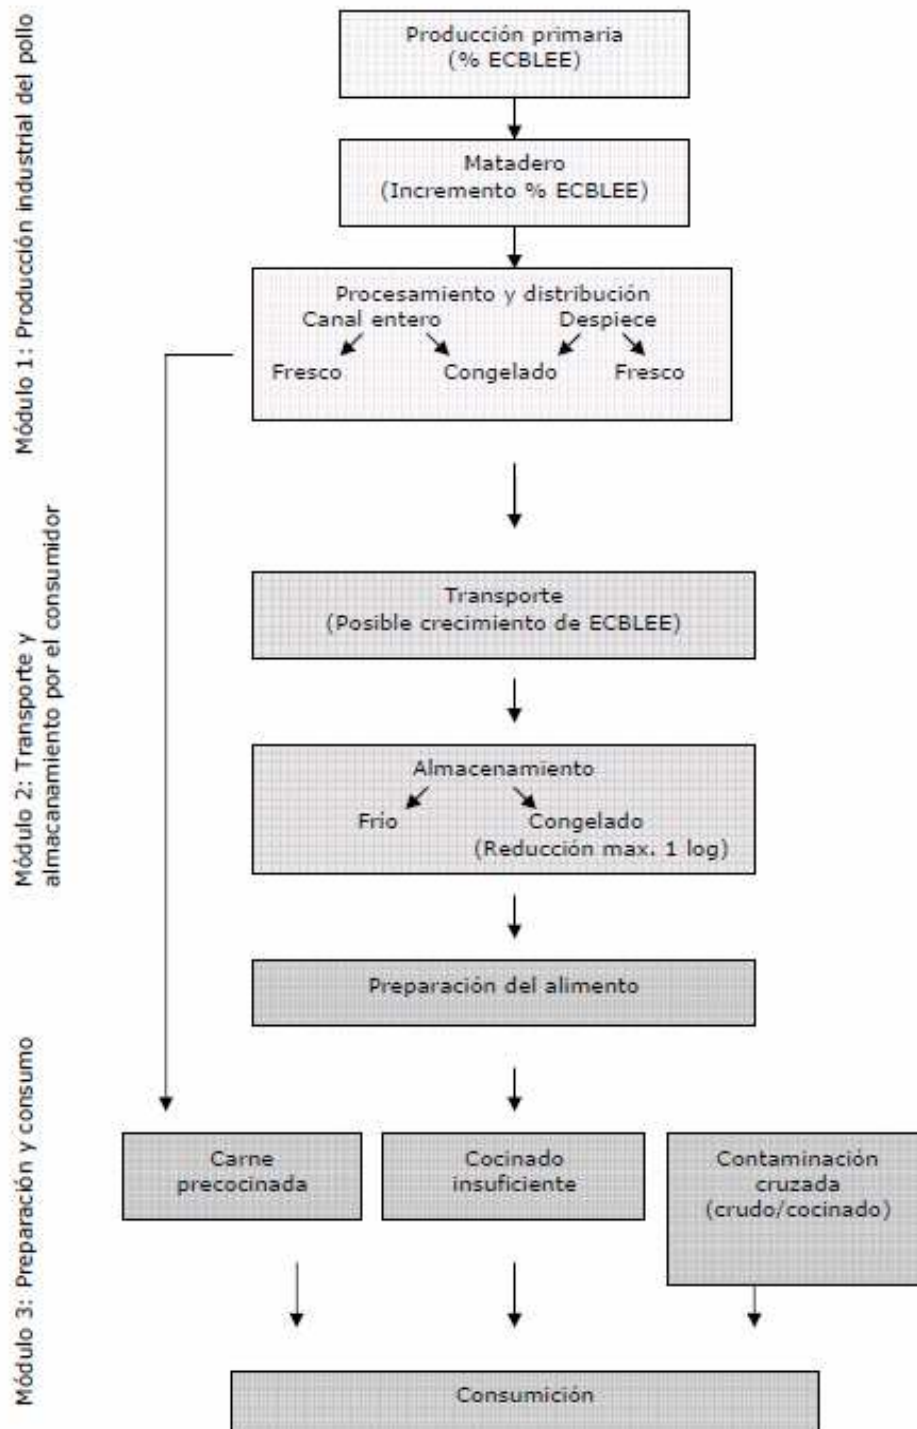 Módulo 1: Producción industrial del pollo
Producción primaria
(% ECBLEE)
Matadero
(Incremento % ECBLEE)
Procesamiento y distribución
Canal entero Despiece
Fresco Congelado Fresco
Módulo 2: Transporte y
almacanamiento por el consumidor
Transporte
(Posible crecimiento de ECBLEE)
Almacenamiento
Frio Congelado
(Reducción max. 1 log)
Módulo 3: Preparación y consumo
Preparación del alimento
Carne
precocinada
Cocinado
insuficiente
Contaminación
cruzada
(crudo/cocinado)
Consumición